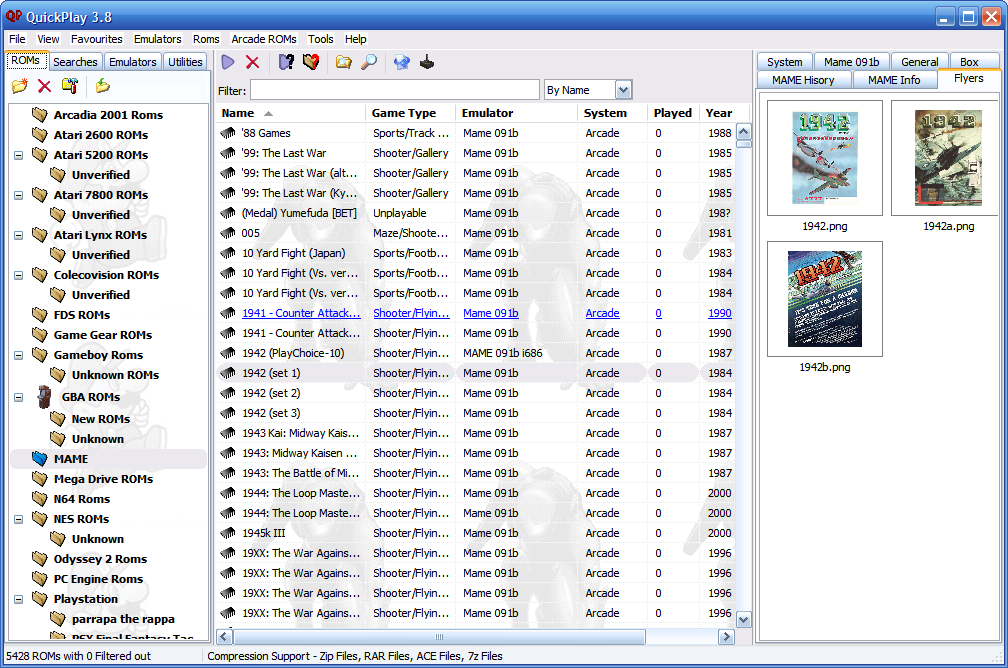 QP QuickPlay 3.8
File View Favourites Emulators Roms Arcade ROMs Tools Help
ROMs Searches Emulators Utilities
Filter: By Name
Arcadia 2001 Roms
Atari 2600 ROMs
Atari 5200 ROMs
Unverified
Atari 7800 ROMs
Unverified
Atari Lynx ROMs
Unverified
Colecovision ROMs
Unverified
FDS ROMs
Game Gear ROMs
Gameboy Roms
Unknown ROMs
GBA ROMs
New ROMs
Unknown
MAME
Mega Drive ROMs
N64 Roms
NES ROMs
Unknown
Odyssey 2 Roms
PC Engine Roms
Playstation
parrapa the rappa
PSX Final Fantasy Tac
Name Game Type Emulator System Played Year
'88 Games Sports/Track ... Mame 091b Arcade 0 1988
'99: The Last War Shooter/Gallery Mame 091b Arcade 0 1985
'99: The Last War (alt... Shooter/Gallery Mame 091b Arcade 0 1985
'99: The Last War (Ky... Shooter/Gallery Mame 091b Arcade 0 1985
(Medal) Yumefuda [BET] Unplayable Mame 091b Arcade 0 198?
005 Maze/Shoote... Mame 091b Arcade 0 1981
10 Yard Fight (Japan) Sports/Footb... Mame 091b Arcade 0 1983
10 Yard Fight (Vs. ver... Sports/Footb... Mame 091b Arcade 0 1984
10 Yard Fight (Vs. ver... Sports/Footb... Mame 091b Arcade 0 1984
1941 - Counter Attack... Shooter/Flyin... Mame 091b Arcade 0 1990
1941 - Counter Attack... Shooter/Flyin... Mame 091b Arcade 0 1990
1942 (PlayChoice-10) Shooter/Flyin... MAME 091b i686 Arcade 0 1987
1942 (set 1) Shooter/Flyin... Mame 091b Arcade 0 1984
1942 (set 2) Shooter/Flyin... Mame 091b Arcade 0 1984
1942 (set 3) Shooter/Flyin... Mame 091b Arcade 0 1984
1943 Kai: Midway Kais... Shooter/Flyin... Mame 091b Arcade 0 1987
1943: Midway Kaisen ... Shooter/Flyin... Mame 091b Arcade 0 1987
1943: The Battle of Mi... Shooter/Flyin... Mame 091b Arcade 0 1987
1944: The Loop Maste... Shooter/Flyin... Mame 091b Arcade 0 2000
1944: The Loop Maste... Shooter/Flyin... Mame 091b Arcade 0 2000
1945k III Shooter/Flyin... Mame 091b Arcade 0 2000
19XX: The War Agains... Shooter/Flyin... Mame 091b Arcade 0 1996
19XX: The War Agains... Shooter/Flyin... Mame 091b Arcade 0 1996
19XX: The War Agains... Shooter/Flyin... Mame 091b Arcade 0 1996
19XX: The War Agains... Shooter/Flyin... Mame 091b Arcade 0 1996
System Mame 091b General Box
MAME Hisory MAME Info Flyers
1942 1942
1942.png 1942a.png
1942
1942b.png
5428 ROMs with 0 Filtered out Compression Support - Zip Files, RAR Files, ACE Files, 7z Files